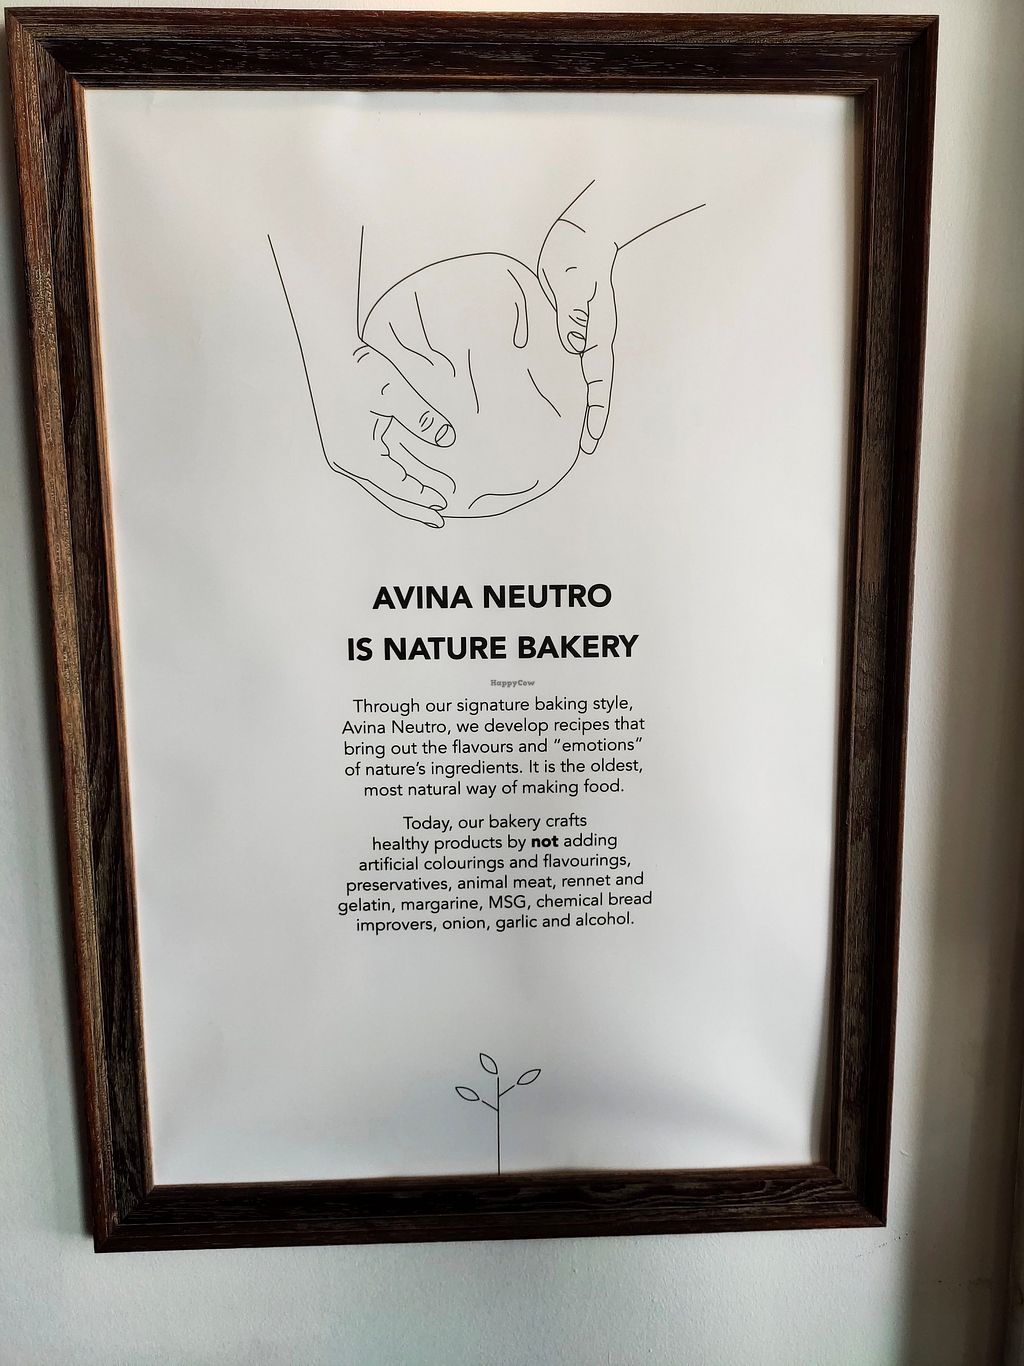 AVINA NEUTRO
IS NATURE BAKERY
HappyCow
Through our signature baking style,
Avina Neutro, we develop recipes that
bring out the flavours and “emotions”
of nature's ingredients. It is the oldest,
most natural way of making food.
Today, our bakery crafts
healthy products by not adding
artificial colourings and flavourings,
preservatives, animal meat, rennet and
gelatin, margarine, MSG, chemical bread
improvers, onion, garlic and alcohol.